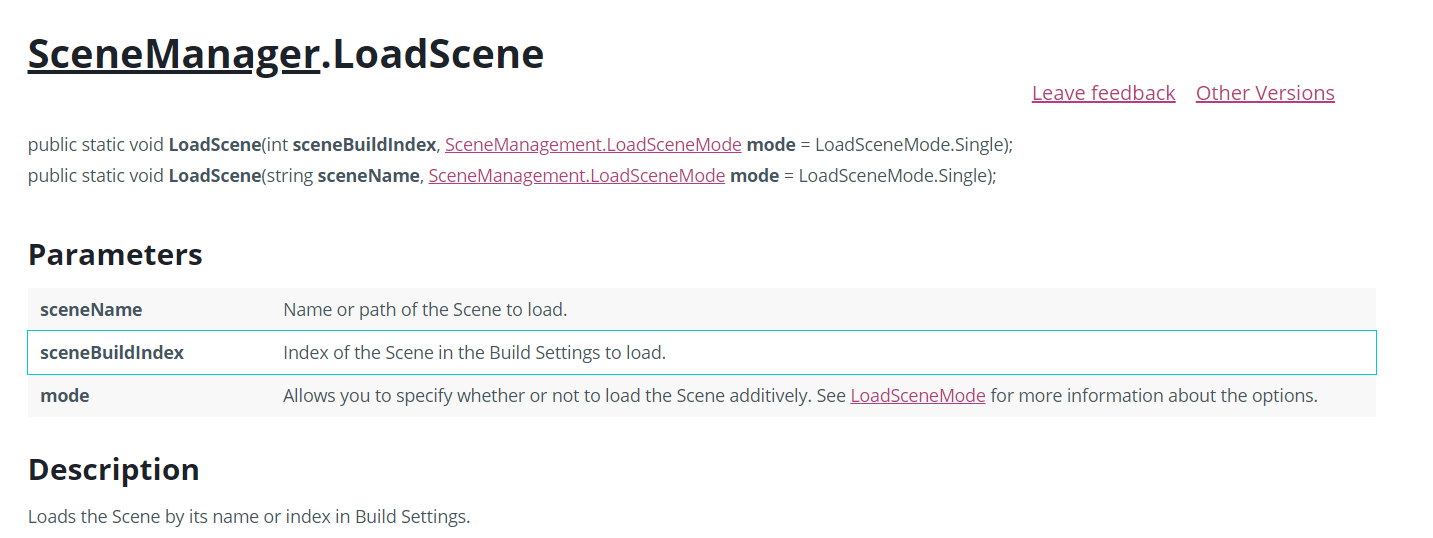 SceneManager.LoadScene
Leave feedback Other Versions
public static void LoadScene(int sceneBuildIndex, SceneManagement.LoadSceneMode mode = LoadSceneMode.Single);
public static void LoadScene(string sceneName, SceneManagement.LoadSceneMode mode = LoadSceneMode.Single);
Parameters
sceneName Name or path of the Scene to load.
sceneBuildIndex Index of the Scene in the Build Settings to load.
mode Allows you to specify whether or not to load the Scene additively. See LoadSceneMode for more information about the options.
Description
Loads the Scene by its name or index in Build Settings.